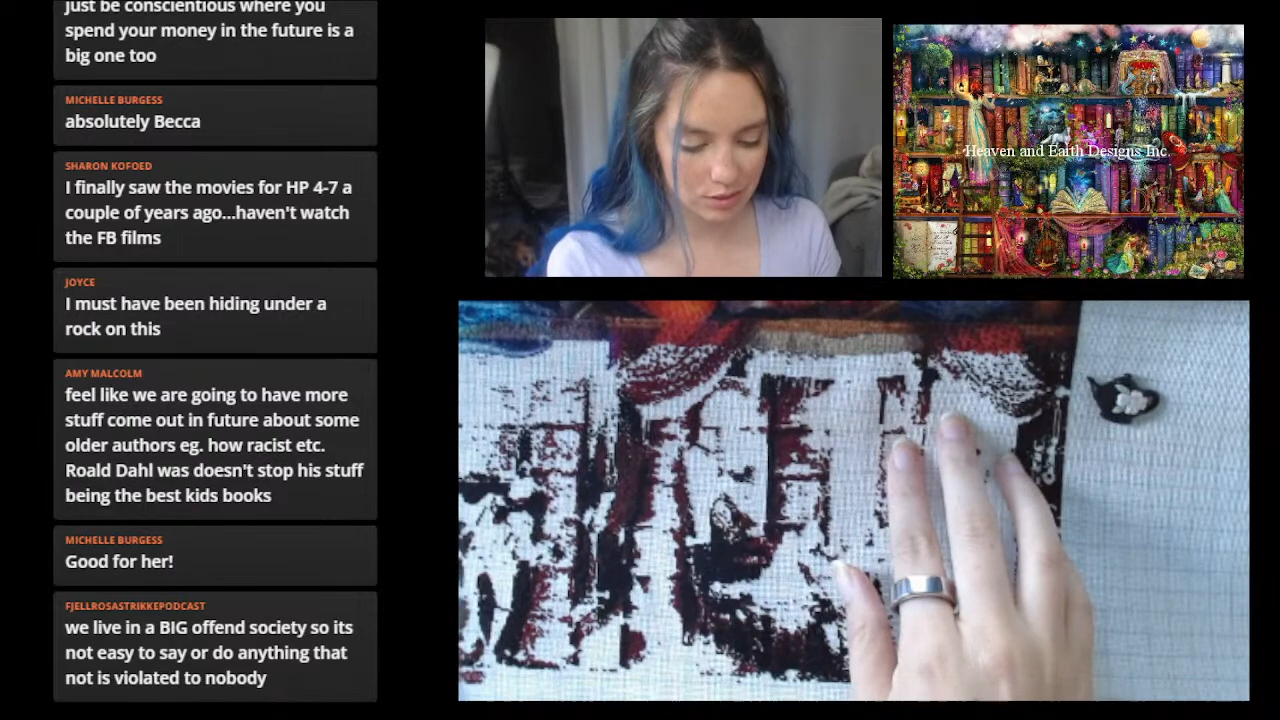 just be conscientious where you
spend your money in the future is a
big one too
MICHELLE BURGESS
absolutely Becca
SHARON KOFOED
I finally saw the movies for HP 4-7 a
couple of years ago...haven't watch
the FB films
JOYCE
I must have been hiding under a
rock on this
AMY MALCOLM
feel like we are going to have more
stuff come out in future about some
older authors eg. how racist etc.
Roald Dahl was doesn't stop his stuff
being the best kids books
MICHELLE BURGESS
Good for her!
FJELLROSASTRIKKEPODCAST
we live in a BIG offend society so its
not easy to say or do anything that
not is violated to nobody
Heaven and Earth Designs Inc.